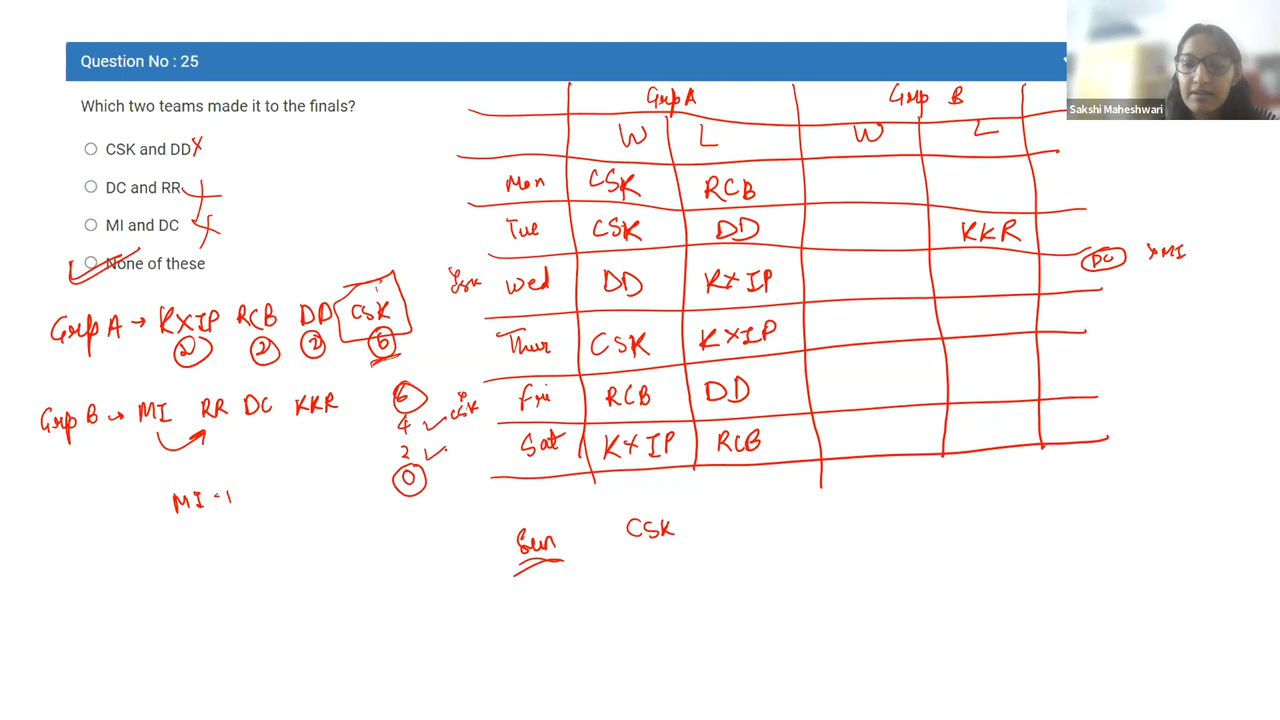 Question No : 25
Sakshi Maheshwari
Which two teams made it to the finals?
CSK and DD X
DC and RR
MI and DC X
None of these
Grp A Grp B
W L W L
Mon CSK RCB
Tue CSK DD KKR
DC MI
Wed DD KXIP
Thur CSK KXIP
Fri RCB DD
Sat KXIP RCB
Sun CSK
Grp A → KXIP RCB DD CSK
2 2 2 6
Grp B → MI RR DC KKR
6
4 CSK
2
0
MI